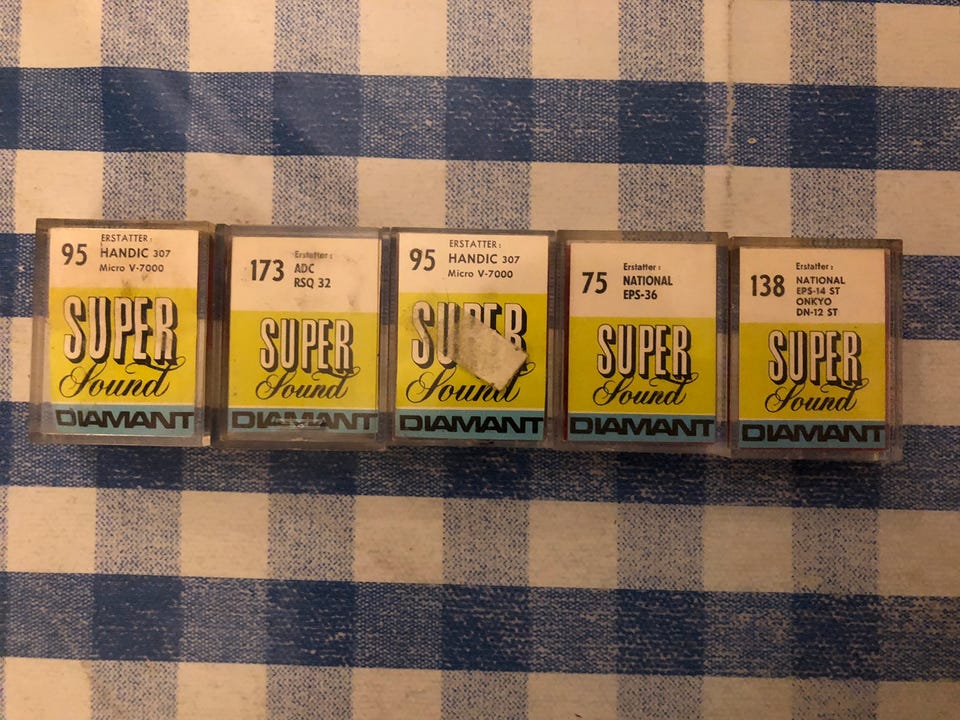 95 ERSTATTER:
HANDIC 307
Micro V-7000
SUPER
Sound
DIAMANT
173 Erstatter:
ADC
RSQ 32
SUPER
Sound
DIAMANT
95 ERSTATTER:
HANDIC 307
Micro V-7000
SUPER
Sound
DIAMANT
75 Erstatter:
NATIONAL
EPS-36
SUPER
Sound
DIAMANT
138 Erstatter:
NATIONAL
EPS-14 ST
ONKYO
DN-12 ST
SUPER
Sound
DIAMANT